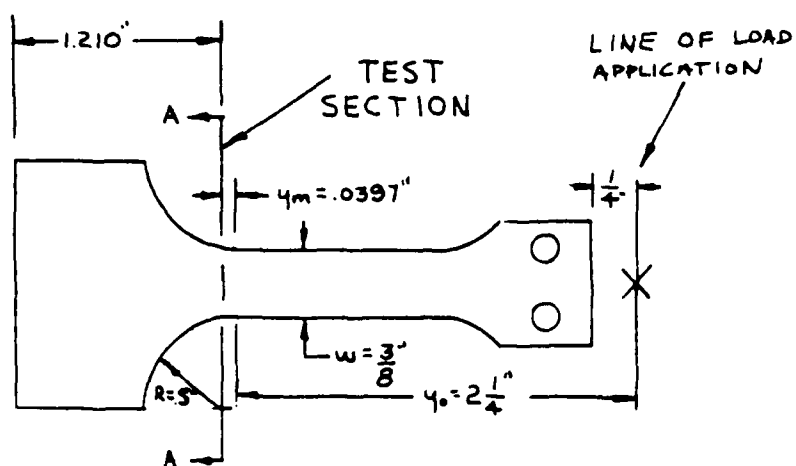 1.210"
TEST
SECTION
LINE OF LOAD
APPLICATION
A
ym = .0397"
1/4"
w = 3/8"
R=.5"
y₀ = 2 1/4"
A